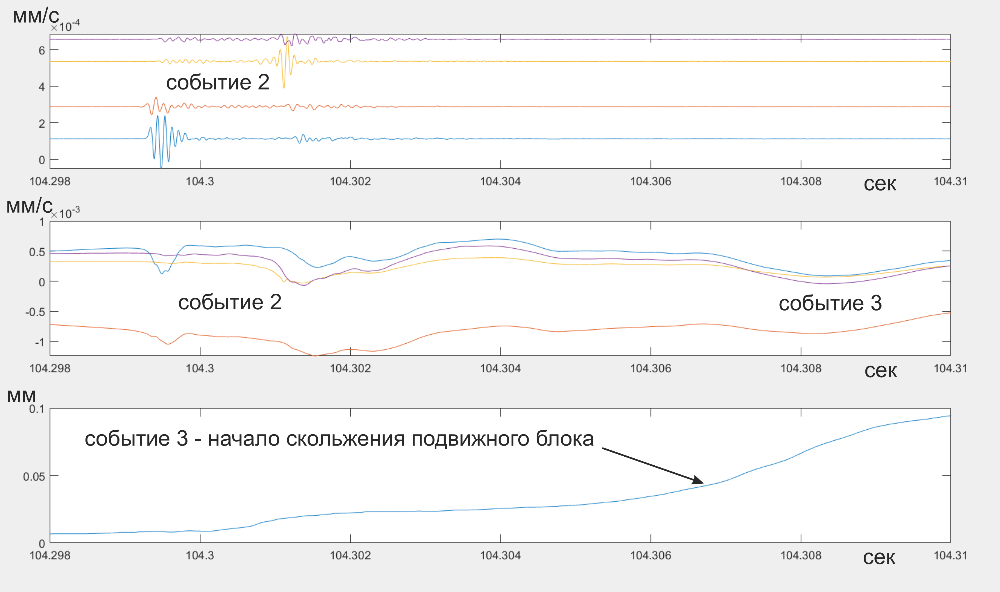 мм/с
×10-4
6
событие 2
4
2
0
104.298 104.3 104.302 104.304 104.306 104.308 сек 104.31
мм/с
×10-3
1
0.5
0
событие 2 событие 3
-0.5
-1
104.298 104.3 104.302 104.304 104.306 104.308 сек 104.31
мм
0.1
событие 3 - начало скольжения подвижного блока
0.05
0
104.298 104.3 104.302 104.304 104.306 104.308 сек 104.31